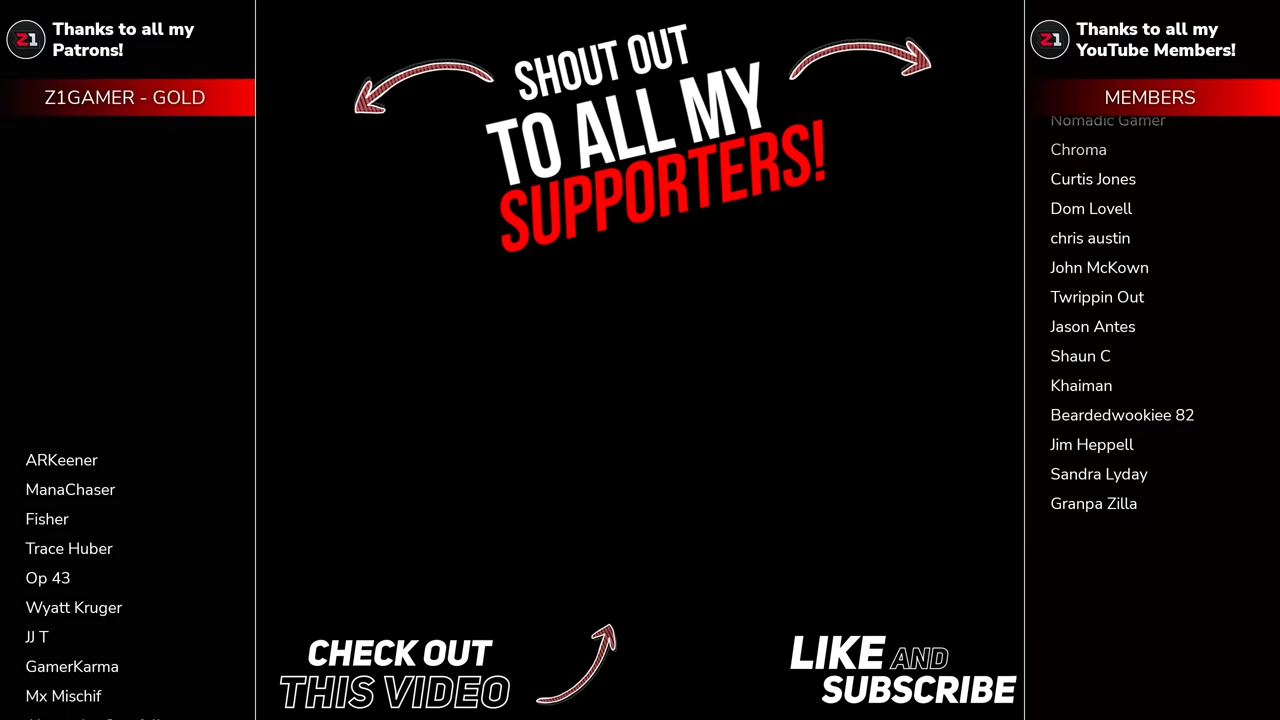 Z1
Thanks to all my
Patrons!
Z1GAMER - GOLD
ARKeener
ManaChaser
Fisher
Trace Huber
Op 43
Wyatt Kruger
JJ T
GamerKarma
Mx Mischif
SHOUT OUT
TO ALL MY
SUPPORTERS!
CHECK OUT
THIS VIDEO
LIKE AND
SUBSCRIBE
Z1
Thanks to all my
YouTube Members!
MEMBERS
Nomadic Gamer
Chroma
Curtis Jones
Dom Lovell
chris austin
John McKown
Twrippin Out
Jason Antes
Shaun C
Khaiman
Beardedwookiee 82
Jim Heppell
Sandra Lyday
Granpa Zilla